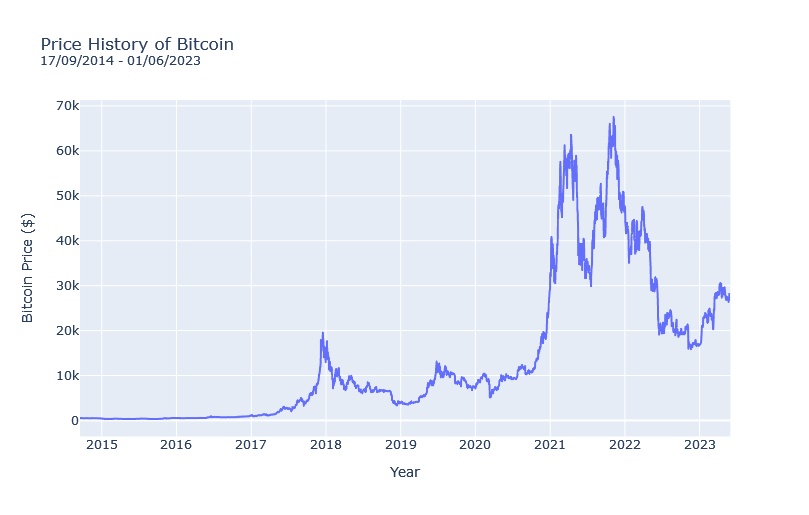 Price History of Bitcoin
17/09/2014 - 01/06/2023
Bitcoin Price ($)
70k
60k
50k
40k
30k
20k
10k
0
2015 2016 2017 2018 2019 2020 2021 2022 2023
Year